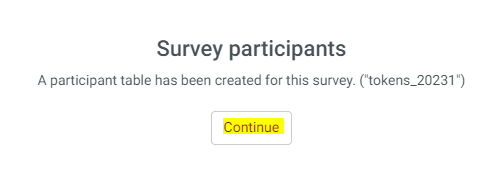 Survey participants
A participant table has been created for this survey. ("tokens_20231")
Continue